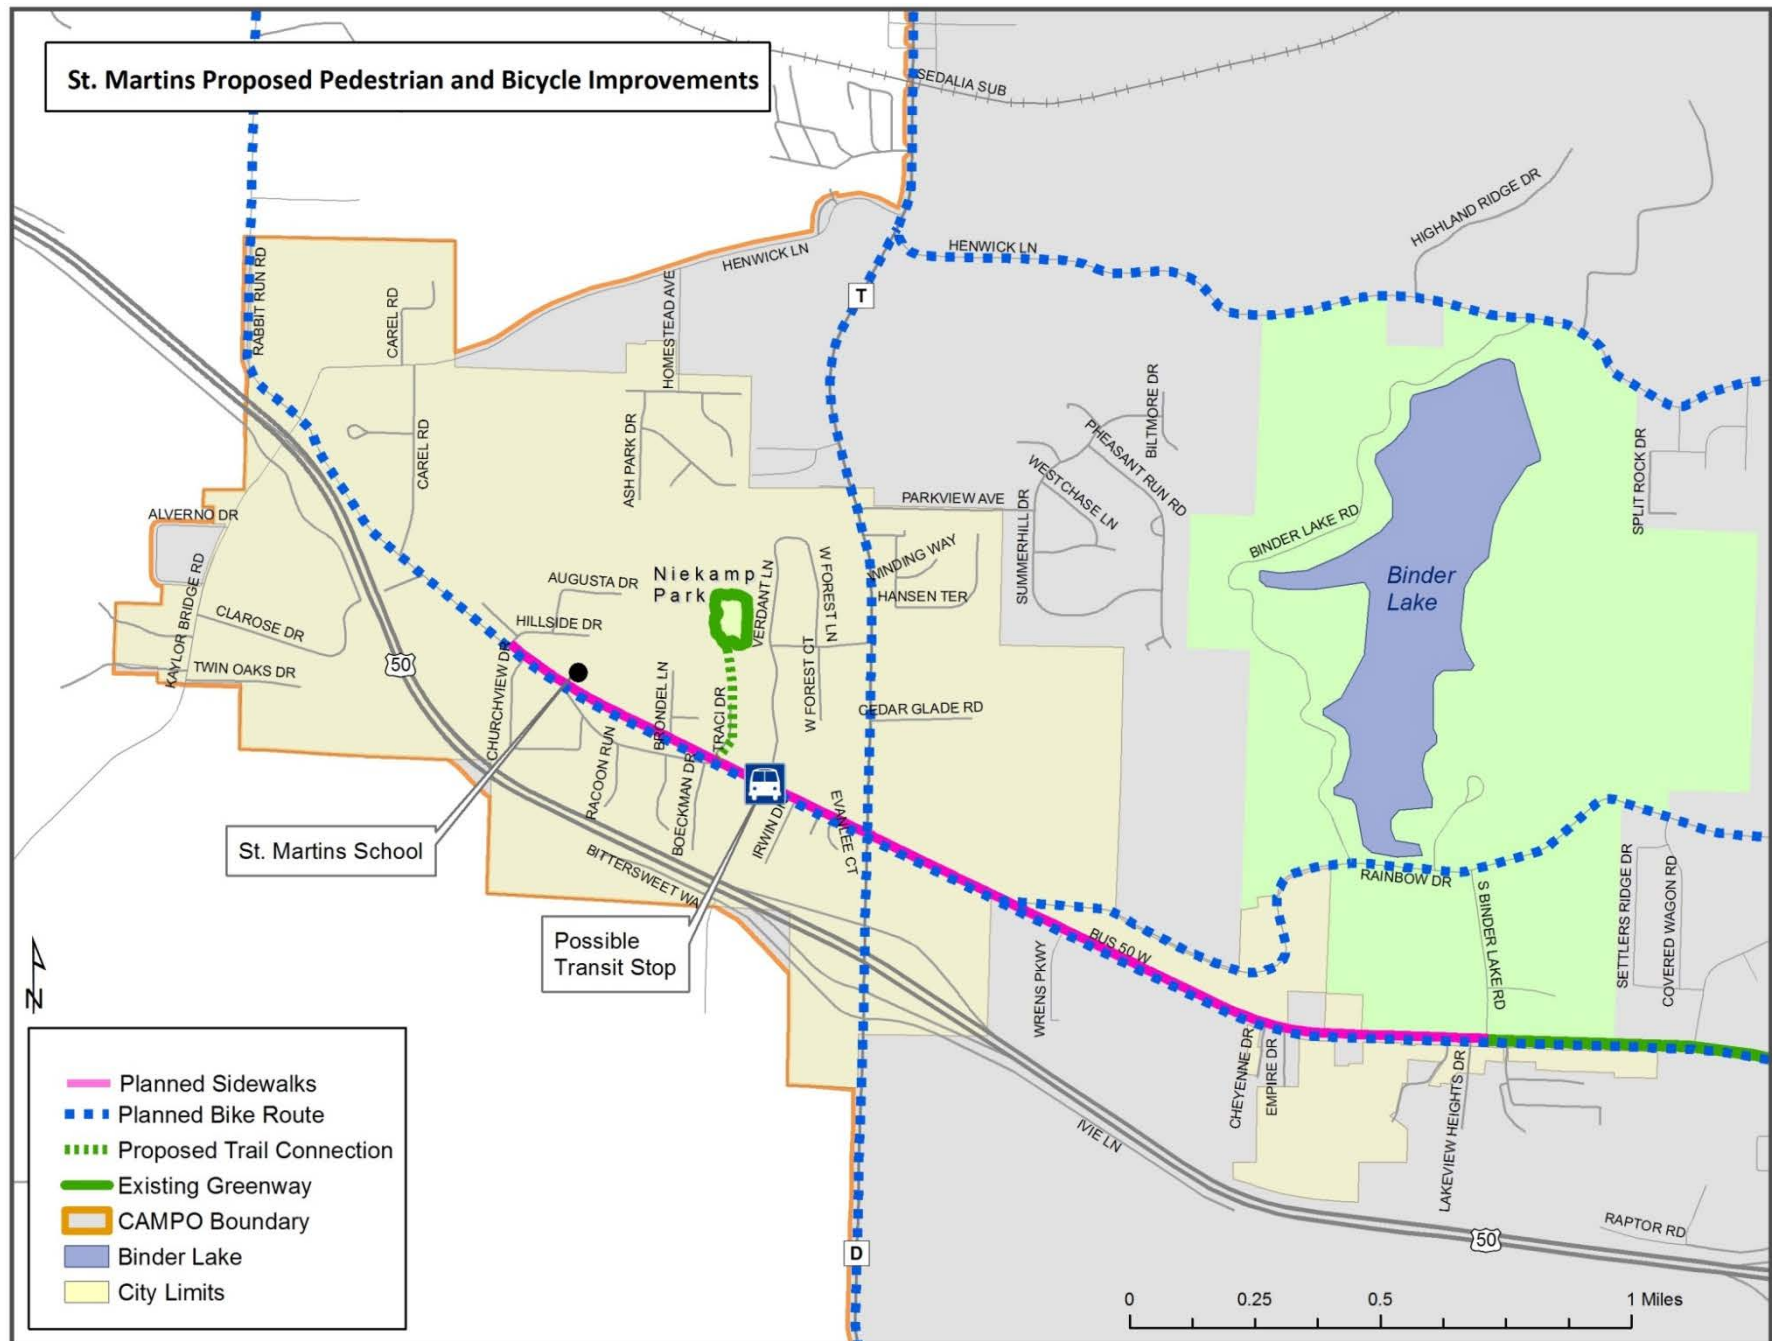 St. Martins Proposed Pedestrian and Bicycle Improvements
SEDALIA SUB
HIGHLAND RIDGE DR
HENWICK LN
HENWICK LN
RABBIT RUN RD
CAREL RD
HOMESTEAD AVE
T
BILTMORE DR
PHEASANT RUN RD
ASH PARK DR
CAREL RD
WESTCHASE LN
SPLIT ROCK DR
PARKVIEW AVE
SUMMERHILL DR
ALVERNO DR
BINDER LAKE RD
KAYLOR BRIDGE RD
AUGUSTA DR
Niekamp
Park
VERDANT LN
W FOREST LN
WINDING WAY
HANSEN TER
Binder
Lake
CLAROSE DR
HILLSIDE DR
TWIN OAKS DR
50
CHURCHVIEW DR
BRONDEL LN
TRACI DR
W FOREST CT
CEDAR GLADE RD
RACOON RUN
BOECKMAN DR
IRWIN DR
EVANLEE CT
St. Martins School
BITTERSWEET WA
RAINBOW DR
S BINDER LAKE RD
SETTLERS RIDGE DR
COVERED WAGON RD
Possible
Transit Stop
BUS 50 W
WRENS PKWY
N
CHEYENNE DR
EMPIRE DR
LAKEVIEW HEIGHTS DR
IVIE LN
Planned Sidewalks
Planned Bike Route
Proposed Trail Connection
Existing Greenway
CAMPO Boundary
Binder Lake
City Limits
D
50
RAPTOR RD
0 0.25 0.5 1 Miles